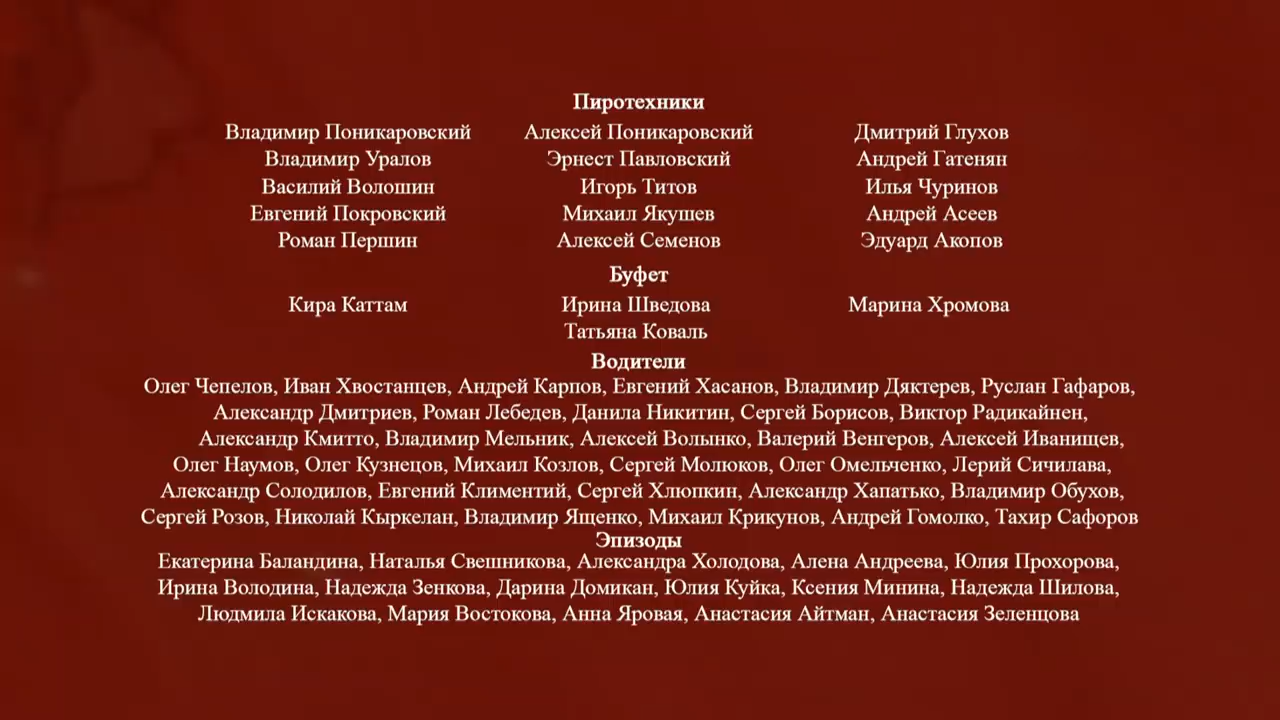 Пиротехники
Владимир Поникаровский Алексей Поникаровский Дмитрий Глухов
Владимир Уралов Эрнест Павловский Андрей Гатенян
Василий Волошин Игорь Титов Илья Чуринов
Евгений Покровский Михаил Якушев Андрей Асеев
Роман Першин Алексей Семенов Эдуард Акопов
Буфет
Кира Каттам Ирина Шведова Марина Хромова
Татьяна Коваль
Водители
Олег Чепелов, Иван Хвостанцев, Андрей Карпов, Евгений Хасанов, Владимир Дяктерев, Руслан Гафаров,
Александр Дмитриев, Роман Лебедев, Данила Никитин, Сергей Борисов, Виктор Радикайнен,
Александр Кмитто, Владимир Мельник, Алексей Волынко, Валерий Венгеров, Алексей Иванищев,
Олег Наумов, Олег Кузнецов, Михаил Козлов, Сергей Молюков, Олег Омельченко, Лерий Сичилава,
Александр Солодилов, Евгений Климентий, Сергей Хлюпкин, Александр Хапатько, Владимир Обухов,
Сергей Розов, Николай Кыркелан, Владимир Ященко, Михаил Крикунов, Андрей Гомолко, Тахир Сафоров
Эпизоды
Екатерина Баландина, Наталья Свешникова, Александра Холодова, Алена Андреева, Юлия Прохорова,
Ирина Володина, Надежда Зенкова, Дарина Домикан, Юлия Куйка, Ксения Минина, Надежда Шилова,
Людмила Искакова, Мария Востокова, Анна Яровая, Анастасия Айтман, Анастасия Зеленцова